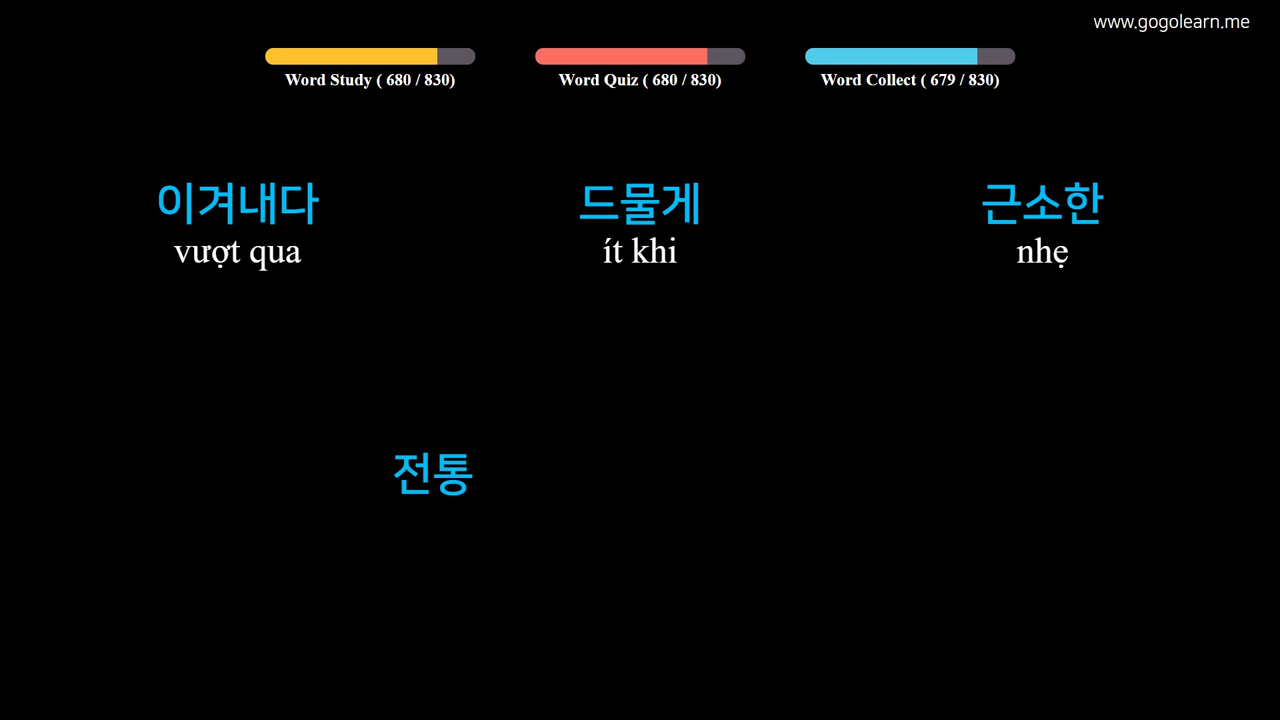 www.gogolearn.me
Word Study ( 680 / 830)
Word Quiz ( 680 / 830)
Word Collect ( 679 / 830)
이겨내다
vượt qua
드물게
ít khi
근소한
nhẹ
전통